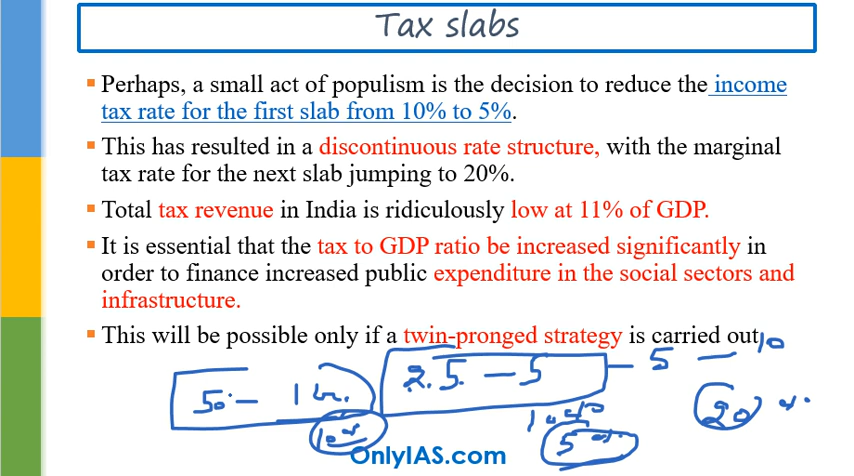 Tax slabs
▪ Perhaps, a small act of populism is the decision to reduce the income
tax rate for the first slab from 10% to 5%.
▪ This has resulted in a discontinuous rate structure, with the marginal
tax rate for the next slab jumping to 20%.
▪ Total tax revenue in India is ridiculously low at 11% of GDP.
▪ It is essential that the tax to GDP ratio be increased significantly in
order to finance increased public expenditure in the social sectors and
infrastructure.
▪ This will be possible only if a twin-pronged strategy is carried out
50 - 1 2.5 - 5 - 5 - 10
20 %
5 %
OnlyIAS.com